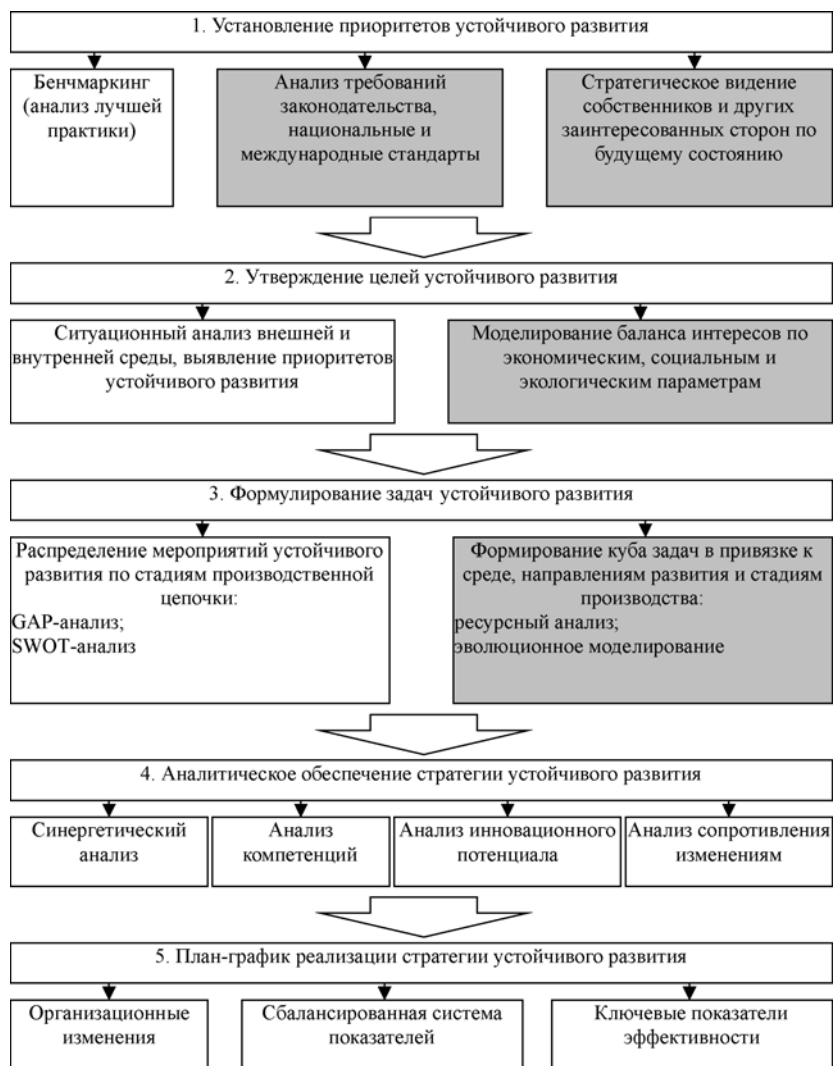 1. Установление приоритетов устойчивого развития
Бенчмаркинг
(анализ лучшей
практики)
Анализ требований
законодательства,
национальные и
международные стандарты
Стратегическое видение
собственников и других
заинтересованных сторон по
будущему состоянию
2. Утверждение целей устойчивого развития
Ситуационный анализ внешней и
внутренней среды, выявление приоритетов
устойчивого развития
Моделирование баланса интересов по
экономическим, социальным и
экологическим параметрам
3. Формулирование задач устойчивого развития
Распределение мероприятий устойчивого
развития по стадиям производственной
цепочки:
GAP-анализ;
SWOT-анализ
Формирование куба задач в привязке к
среде, направлениям развития и стадиям
производства:
ресурсный анализ;
эволюционное моделирование
4. Аналитическое обеспечение стратегии устойчивого развития
Синергетический
анализ
Анализ
компетенций
Анализ инновационного
потенциала
Анализ сопротивления
изменениям
5. План-график реализации стратегии устойчивого развития
Организационные
изменения
Сбалансированная система
показателей
Ключевые показатели
эффективности